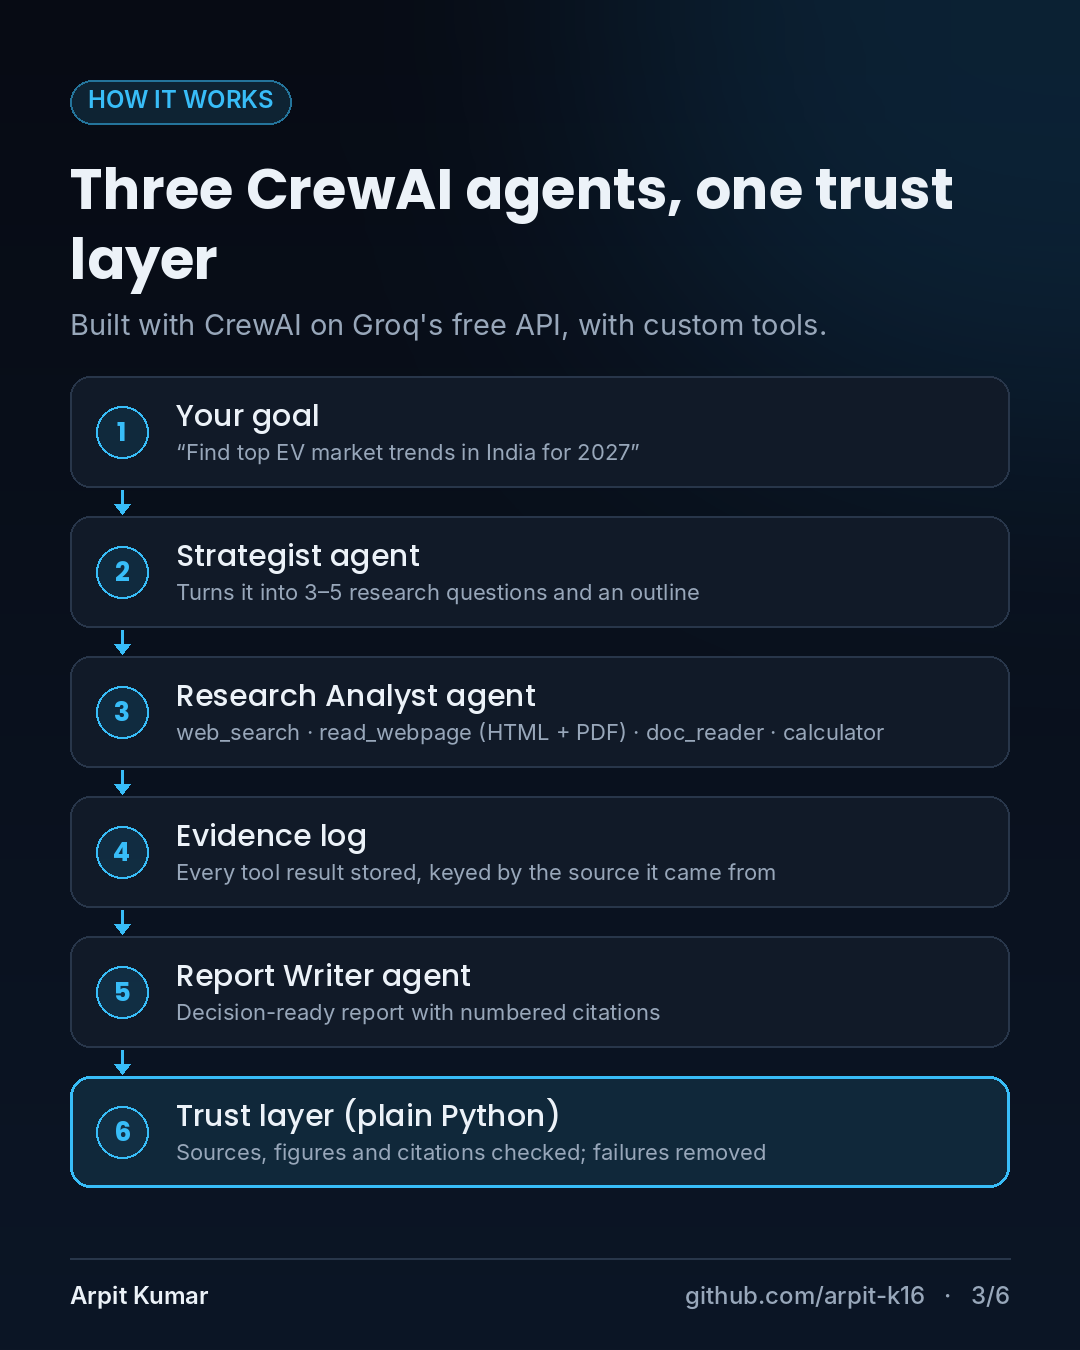 HOW IT WORKS
Three CrewAI agents, one trust
layer
Built with CrewAI on Groq's free API, with custom tools.
1
Your goal
“Find top EV market trends in India for 2027”
2
Strategist agent
Turns it into 3–5 research questions and an outline
3
Research Analyst agent
web_search · read_webpage (HTML + PDF) · doc_reader · calculator
4
Evidence log
Every tool result stored, keyed by the source it came from
5
Report Writer agent
Decision-ready report with numbered citations
6
Trust layer (plain Python)
Sources, figures and citations checked; failures removed
Arpit Kumar
github.com/arpit-k16 · 3/6